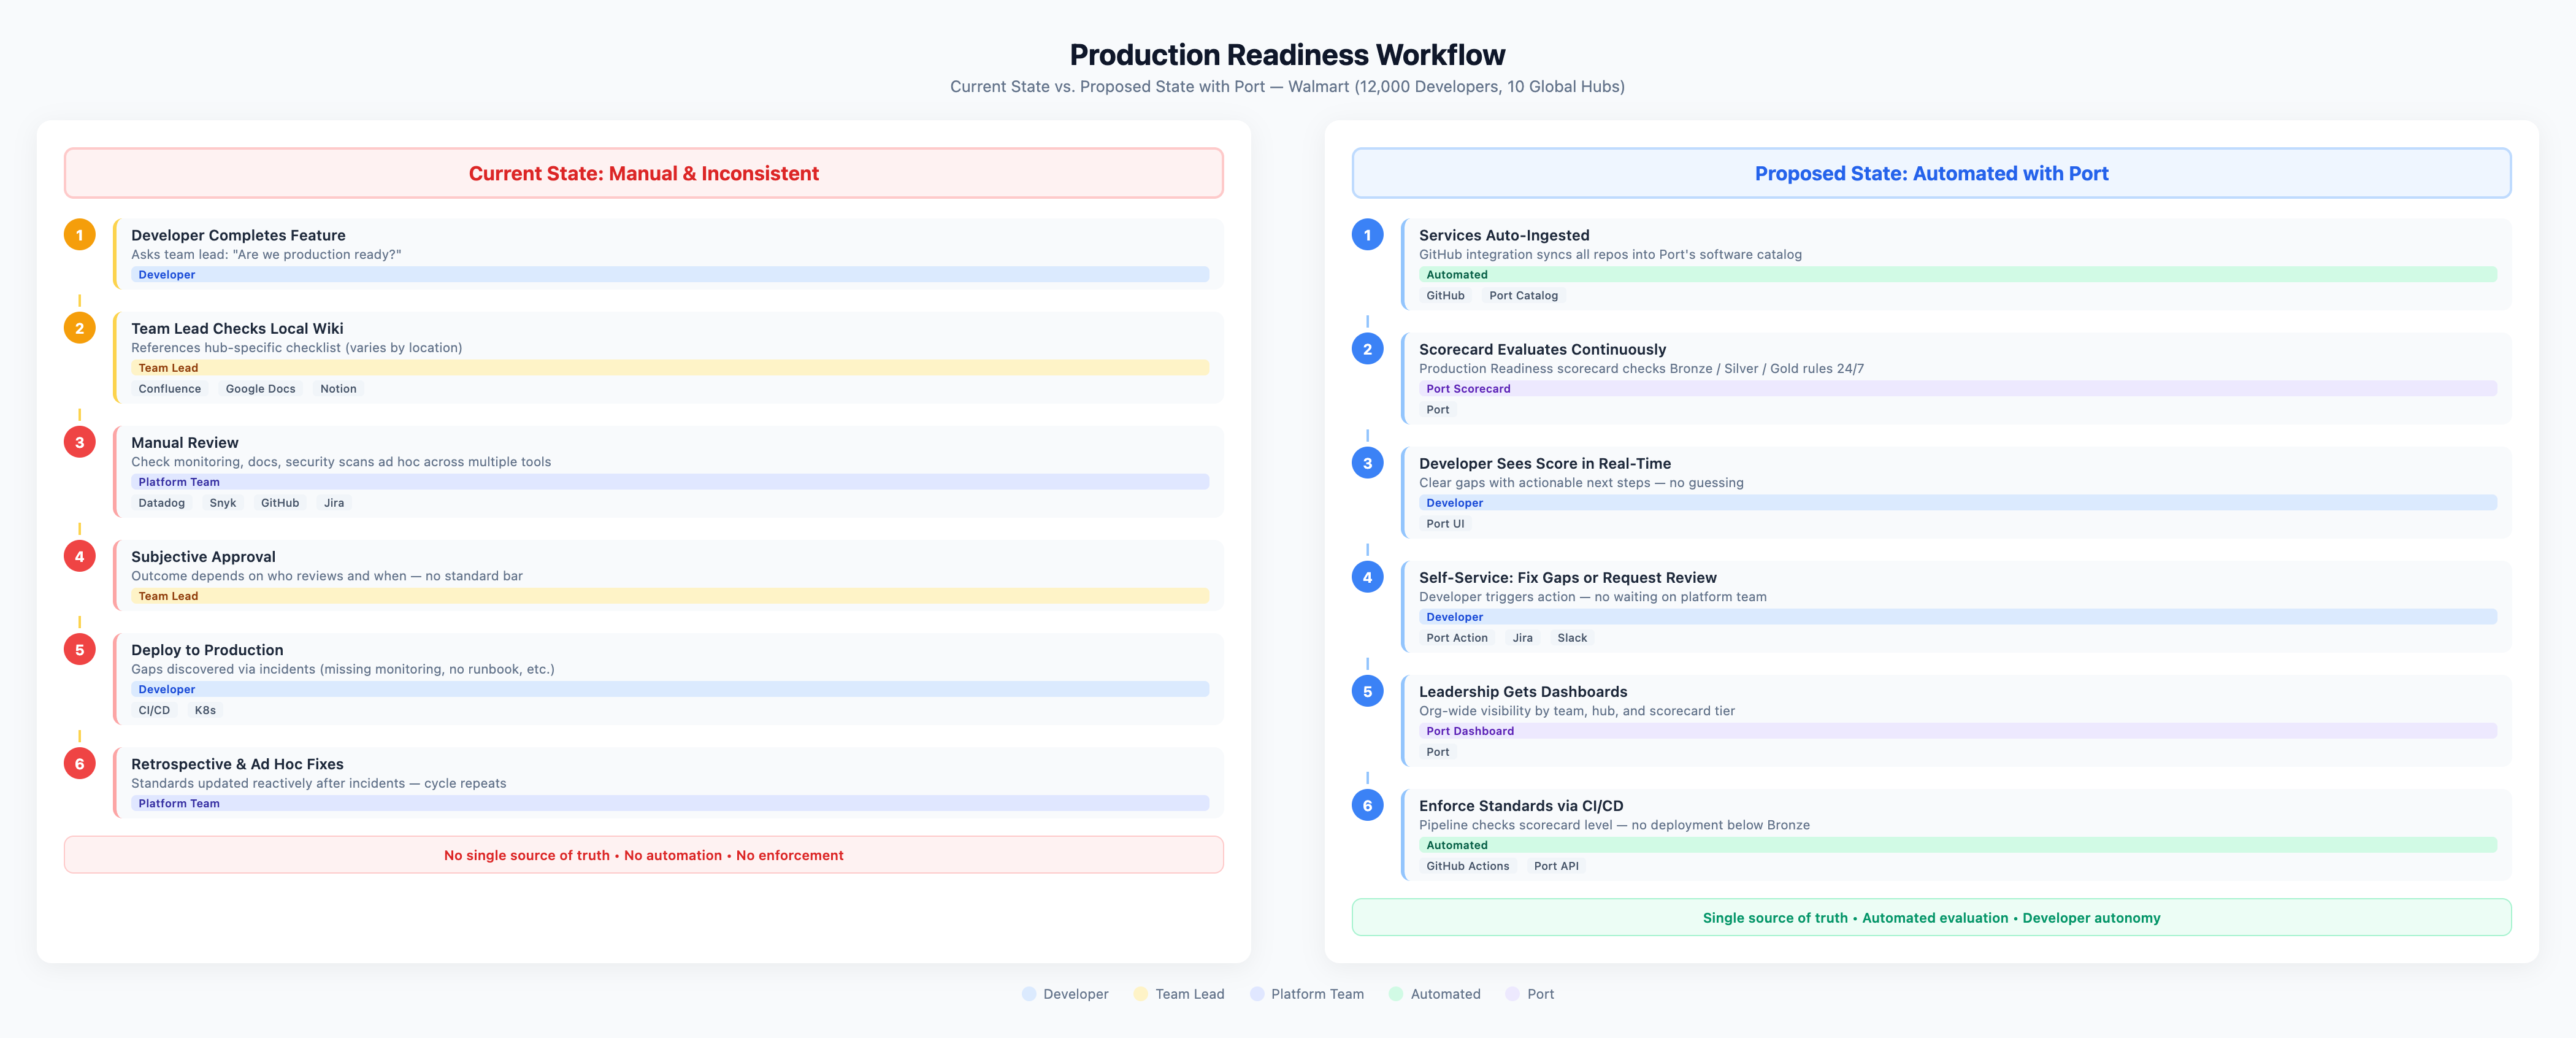 Production Readiness Workflow
Current State vs. Proposed State with Port — Walmart (12,000 Developers, 10 Global Hubs)
Current State: Manual & Inconsistent
1
Developer Completes Feature
Asks team lead: "Are we production ready?"
Developer
2
Team Lead Checks Local Wiki
References hub-specific checklist (varies by location)
Team Lead
Confluence Google Docs Notion
3
Manual Review
Check monitoring, docs, security scans ad hoc across multiple tools
Platform Team
Datadog Snyk GitHub Jira
4
Subjective Approval
Outcome depends on who reviews and when — no standard bar
Team Lead
5
Deploy to Production
Gaps discovered via incidents (missing monitoring, no runbook, etc.)
Developer
CI/CD K8s
6
Retrospective & Ad Hoc Fixes
Standards updated reactively after incidents — cycle repeats
Platform Team
No single source of truth • No automation • No enforcement
Proposed State: Automated with Port
1
Services Auto-Ingested
GitHub integration syncs all repos into Port's software catalog
Automated
GitHub Port Catalog
2
Scorecard Evaluates Continuously
Production Readiness scorecard checks Bronze / Silver / Gold rules 24/7
Port Scorecard
Port
3
Developer Sees Score in Real-Time
Clear gaps with actionable next steps — no guessing
Developer
Port UI
4
Self-Service: Fix Gaps or Request Review
Developer triggers action — no waiting on platform team
Developer
Port Action Jira Slack
5
Leadership Gets Dashboards
Org-wide visibility by team, hub, and scorecard tier
Port Dashboard
Port
6
Enforce Standards via CI/CD
Pipeline checks scorecard level — no deployment below Bronze
Automated
GitHub Actions Port API
Single source of truth • Automated evaluation • Developer autonomy
Developer Team Lead Platform Team Automated Port